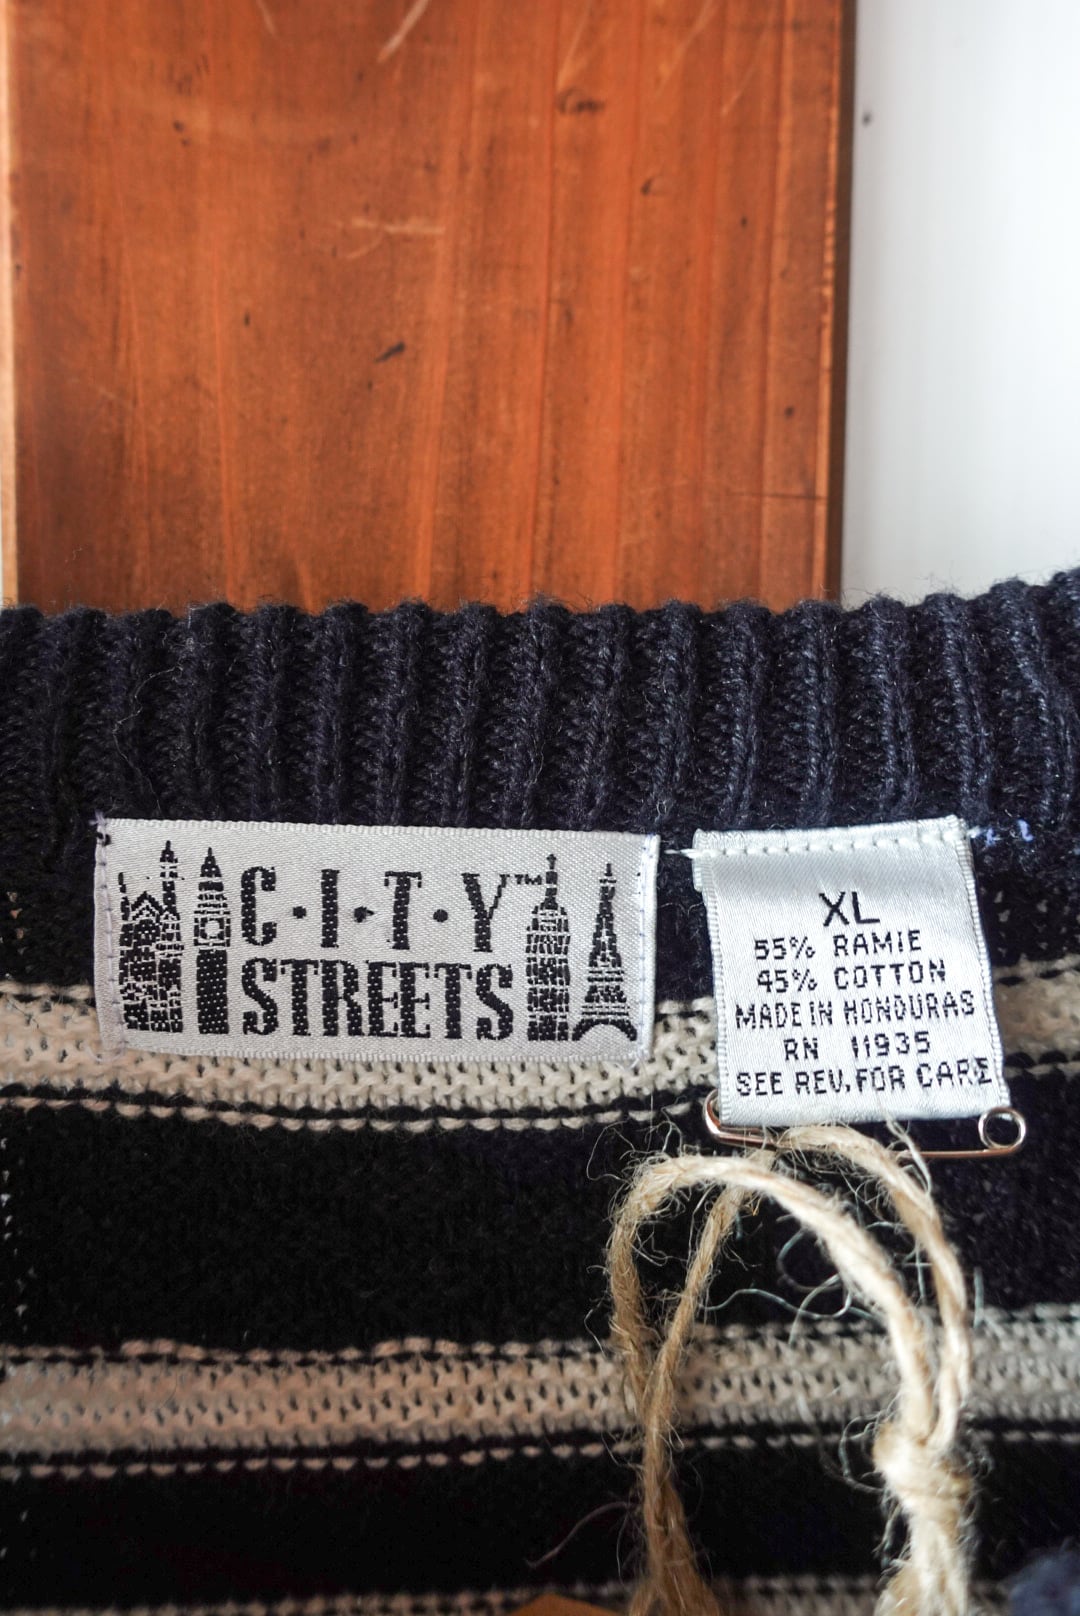 C·I·T·Y™
STREETS
XL
55% RAMIE
45% COTTON
MADE IN HONDURAS
RN 11935
SEE REV. FOR CARE